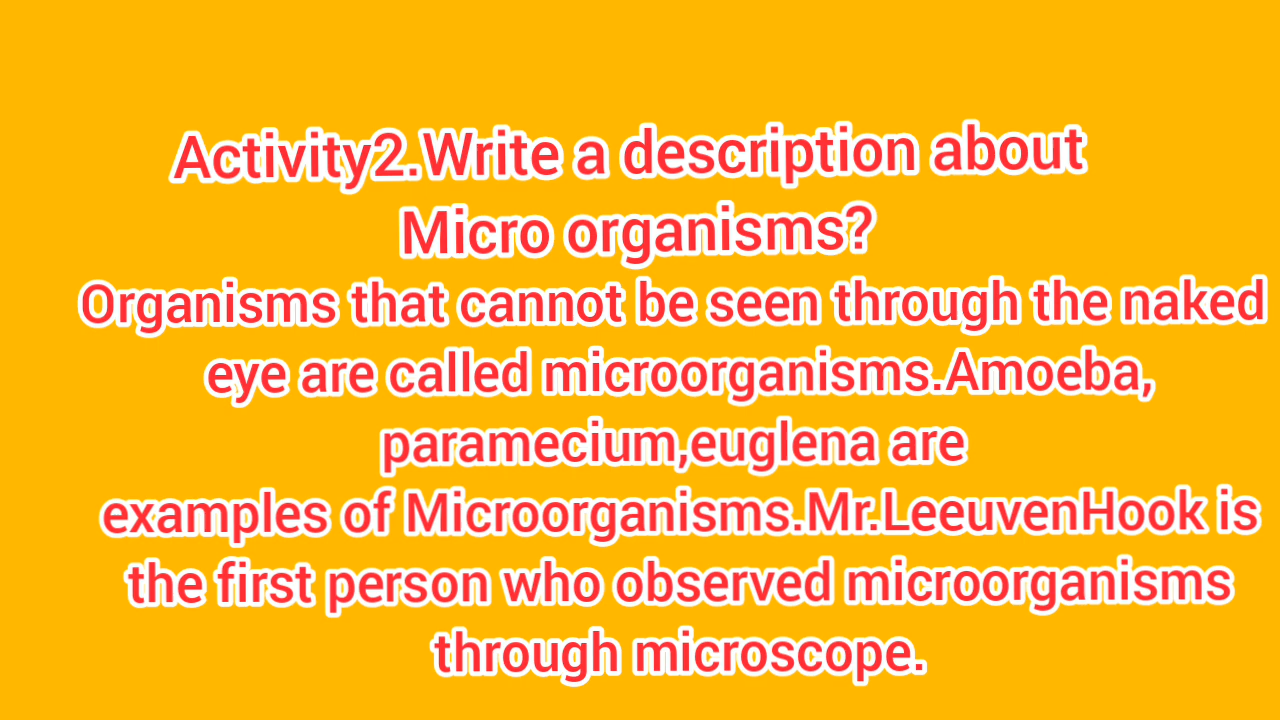 Activity2.Write a description about
Micro organisms?
Organisms that cannot be seen through the naked
eye are called microorganisms.Amoeba,
paramecium,euglena are
examples of Microorganisms.Mr.LeeuvenHook is
the first person who observed microorganisms
through microscope.